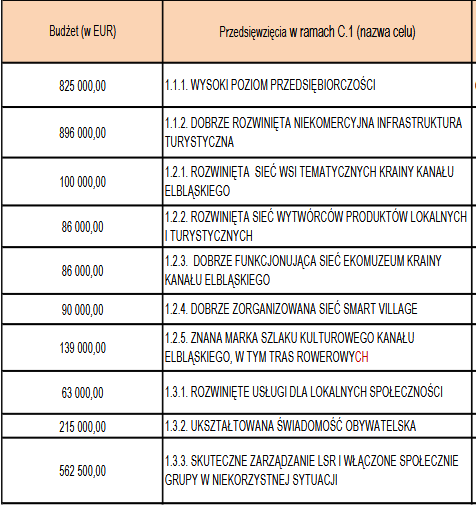 Budżet (w EUR)
Przedsięwzięcia w ramach C.1 (nazwa celu)
825 000,00
1.1.1. WYSOKI POZIOM PRZEDSIĘBIORCZOŚCI
896 000,00
1.1.2. DOBRZE ROZWINIĘTA NIEKOMERCYJNA INFRASTRUKTURA
TURYSTYCZNA
100 000,00
1.2.1. ROZWINIĘTA SIEĆ WSI TEMATYCZNYCH KRAINY KANAŁU
ELBLĄSKIEGO
86 000,00
1.2.2. ROZWINIĘTA SIEĆ WYTWÓRCÓW PRODUKTÓW LOKALNYCH
I TURYSTYCZNYCH
86 000,00
1.2.3. DOBRZE FUNKCJONUJĄCA SIEĆ EKOMUZEUM KRAINY
KANAŁU ELBLĄSKIEGO
90 000,00
1.2.4. DOBRZE ZORGANIZOWANA SIEĆ SMART VILLAGE
139 000,00
1.2.5. ZNANA MARKA SZLAKU KULTUROWEGO KANAŁU
ELBLĄSKIEGO, W TYM TRAS ROWEROWYCH
63 000,00
1.3.1. ROZWINIĘTE USŁUGI DLA LOKALNYCH SPOŁECZNOŚCI
215 000,00
1.3.2. UKSZTAŁTOWANA ŚWIADOMOŚĆ OBYWATELSKA
562 500,00
1.3.3. SKUTECZNE ZARZĄDZANIE LSR I WŁĄCZONE SPOŁECZNIE
GRUPY W NIEKORZYSTNEJ SYTUACJI